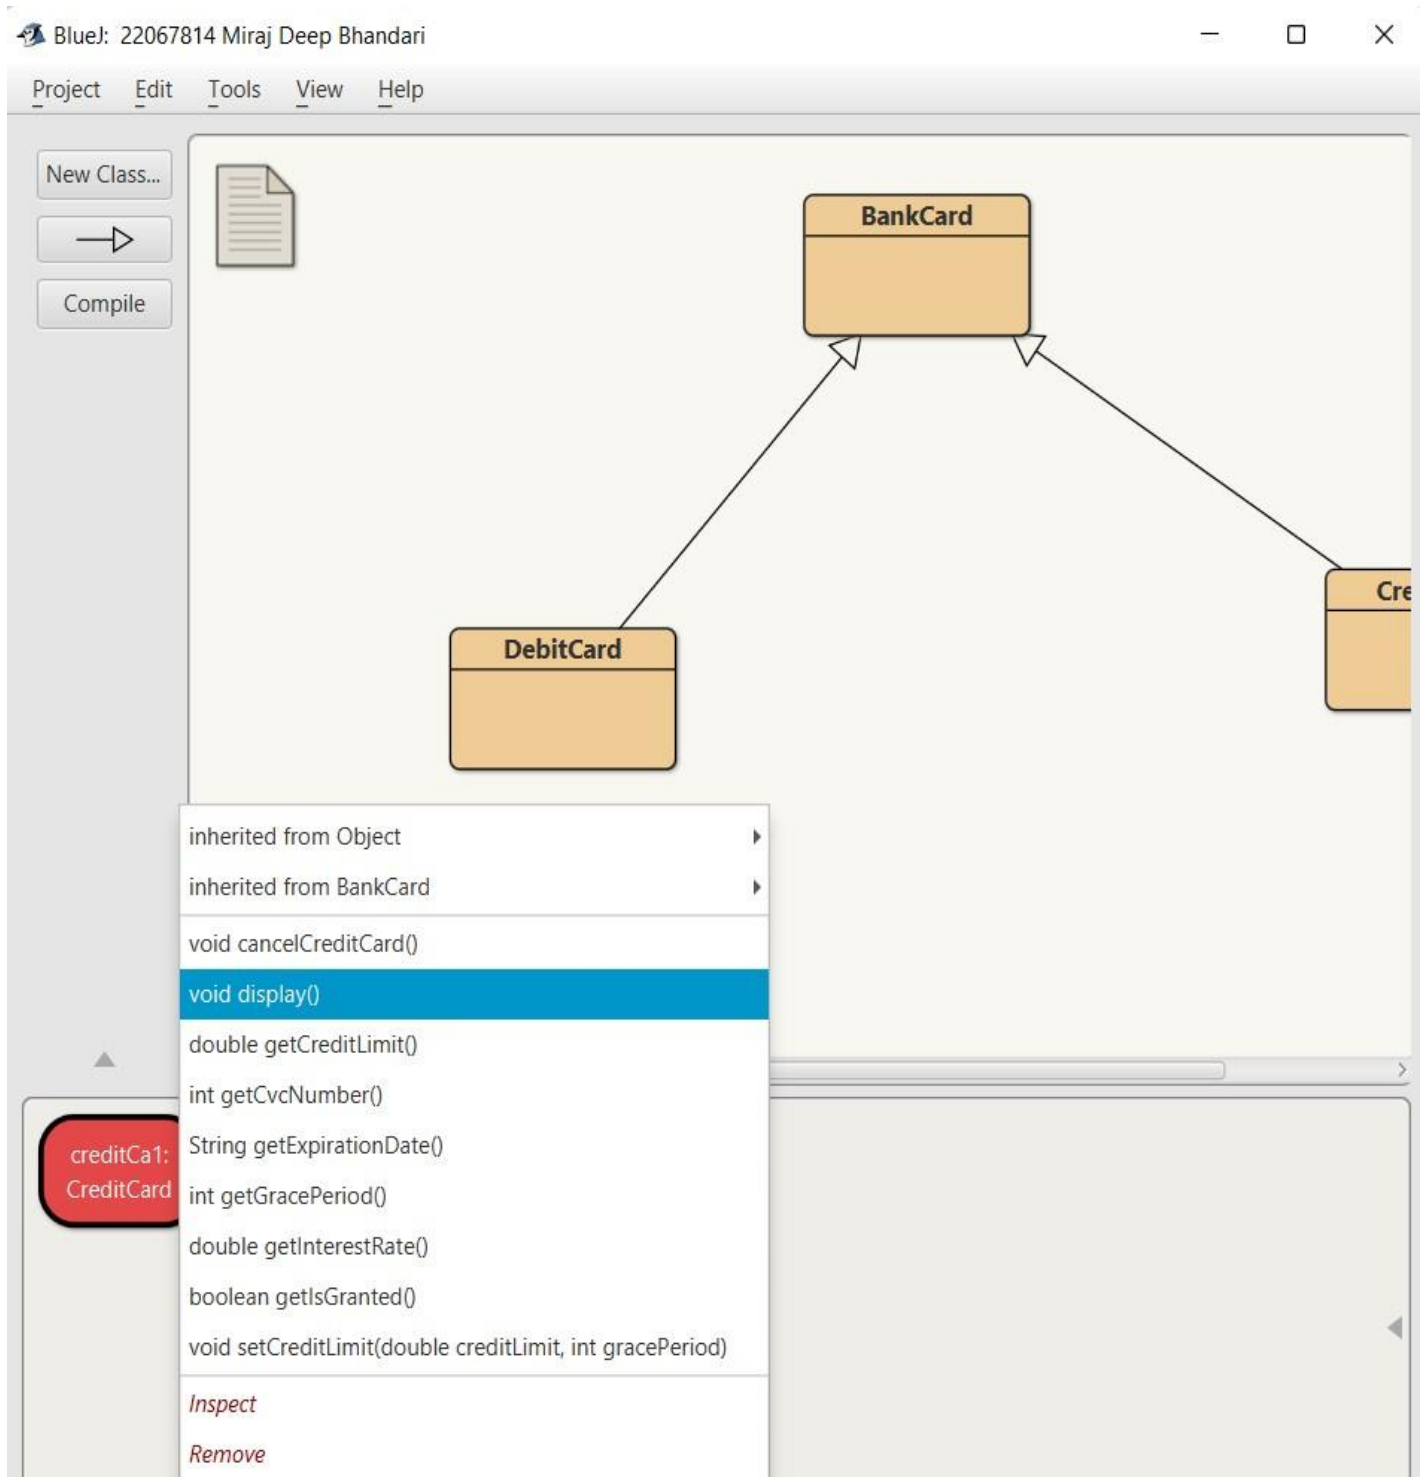 BlueJ: 22067814 Miraj Deep Bhandari
Project Edit Tools View Help
New Class...
Compile
BankCard
DebitCard
Cre
inherited from Object
inherited from BankCard
void cancelCreditCard()
void display()
double getCreditLimit()
int getCvcNumber()
String getExpirationDate()
int getGracePeriod()
double getInterestRate()
boolean getIsGranted()
void setCreditLimit(double creditLimit, int gracePeriod)
Inspect
Remove
creditCa1:
CreditCard